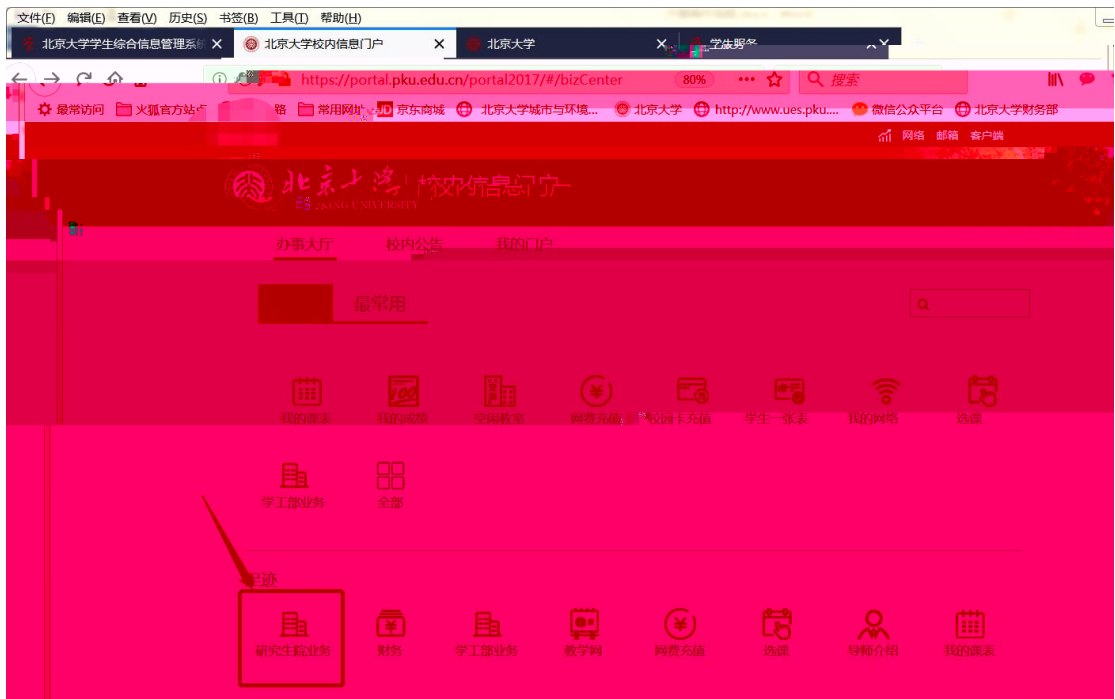 文件(F) 编辑(E) 查看(V) 历史(S) 书签(B) 工具(T) 帮助(H)
北京大学学生综合信息管理系统 北京大学校内信息门户 北京大学
https://portal.pku.edu.cn/portal2017/#/bizCenter 80% 搜索
最常访问 火狐官方站点 常用网址 京东商城 北京大学城市与环境... 北京大学 http://www.ues.pku.... 微信公众平台 北京大学财务部
网络 邮箱 客户端
北京大学 校内信息门户
UNIVERSITY
办事大厅 校内公告 我的门户
最常用
我的课表 我的成绩 空闲教室 网费充值 校园卡充值 学生一张表 我的网络 选课
学工部业务 全部
足迹
研究生院业务 财务 学工部业务 教学网 网费充值 选课 导师介绍 我的课表